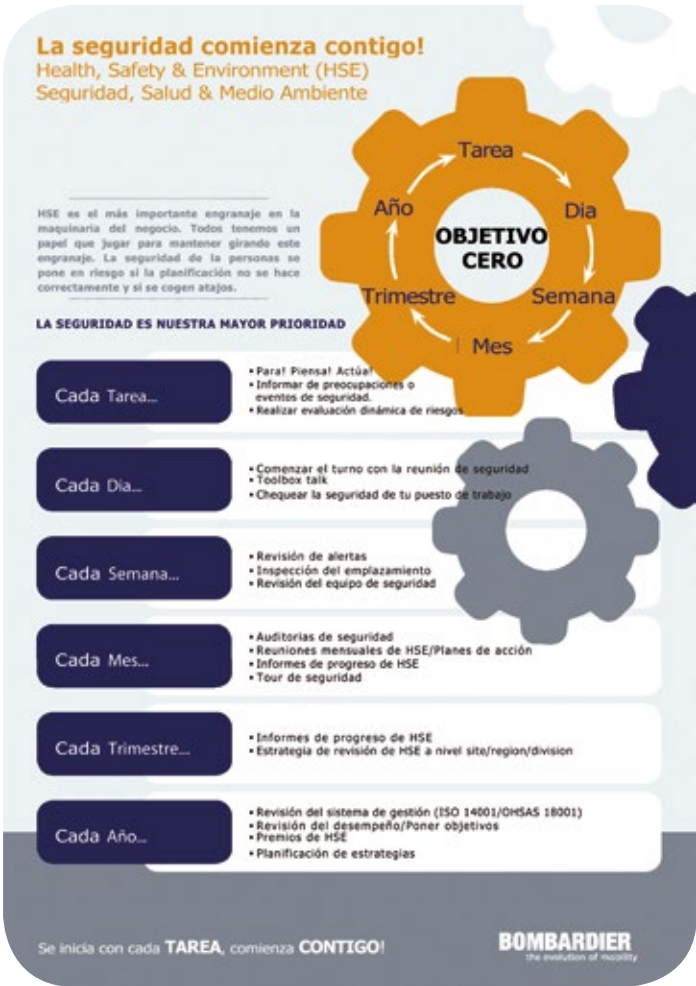 La seguridad comienza contigo!
Health, Safety & Environment (HSE)
Seguridad, Salud & Medio Ambiente
HSE es el más importante engranaje en la
maquinaria del negocio. Todos tenemos un
papel que jugar para mantener girando este
engranaje. La seguridad de la personas se
pone en riesgo si la planificación no se hace
correctamente y si se cogen atajos.
LA SEGURIDAD ES NUESTRA MAYOR PRIORIDAD
Tarea
Dia
Semana
Mes
Trimestre
Año
OBJETIVO
CERO
Cada Tarea...
• Para! Piensa! Actúa!
• Informar de preocupaciones o
eventos de seguridad.
• Realizar evaluación dinámica de riesgos
Cada Dia...
• Comenzar el turno con la reunión de seguridad
• Toolbox talk
• Chequear la seguridad de tu puesto de trabajo
Cada Semana...
• Revisión de alertas
• Inspección del emplazamiento
• Revisión del equipo de seguridad
Cada Mes...
• Auditorias de seguridad
• Reuniones mensuales de HSE/Planes de acción
• Informes de progreso de HSE
• Tour de seguridad
Cada Trimestre...
• Informes de progreso de HSE
• Estrategia de revisión de HSE a nivel site/region/division
Cada Año...
• Revisión del sistema de gestión (ISO 14001/OHSAS 18001)
• Revisión del desempeño/Poner objetivos
• Premios de HSE
• Planificación de estrategias
Se inicia con cada TAREA, comienza CONTIGO!
BOMBARDIER
the evolution of mobility